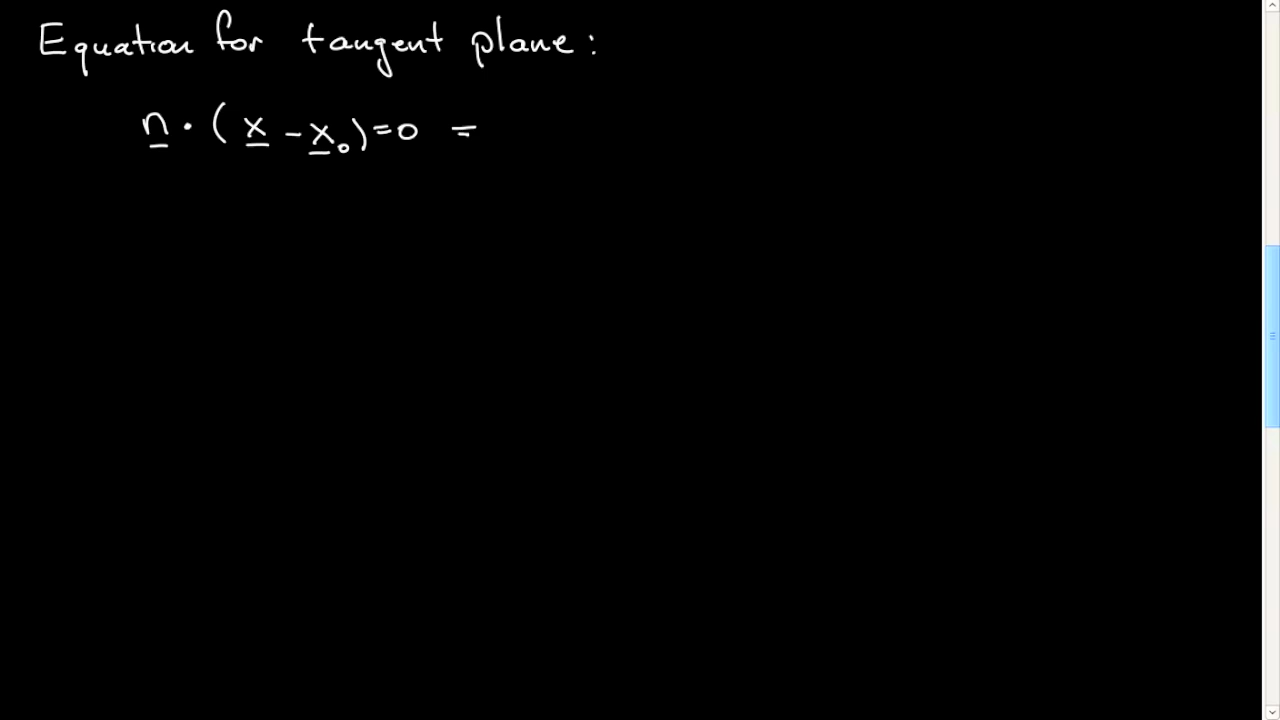 Equation for tangent plane:
n · (x - x₀) = 0 =